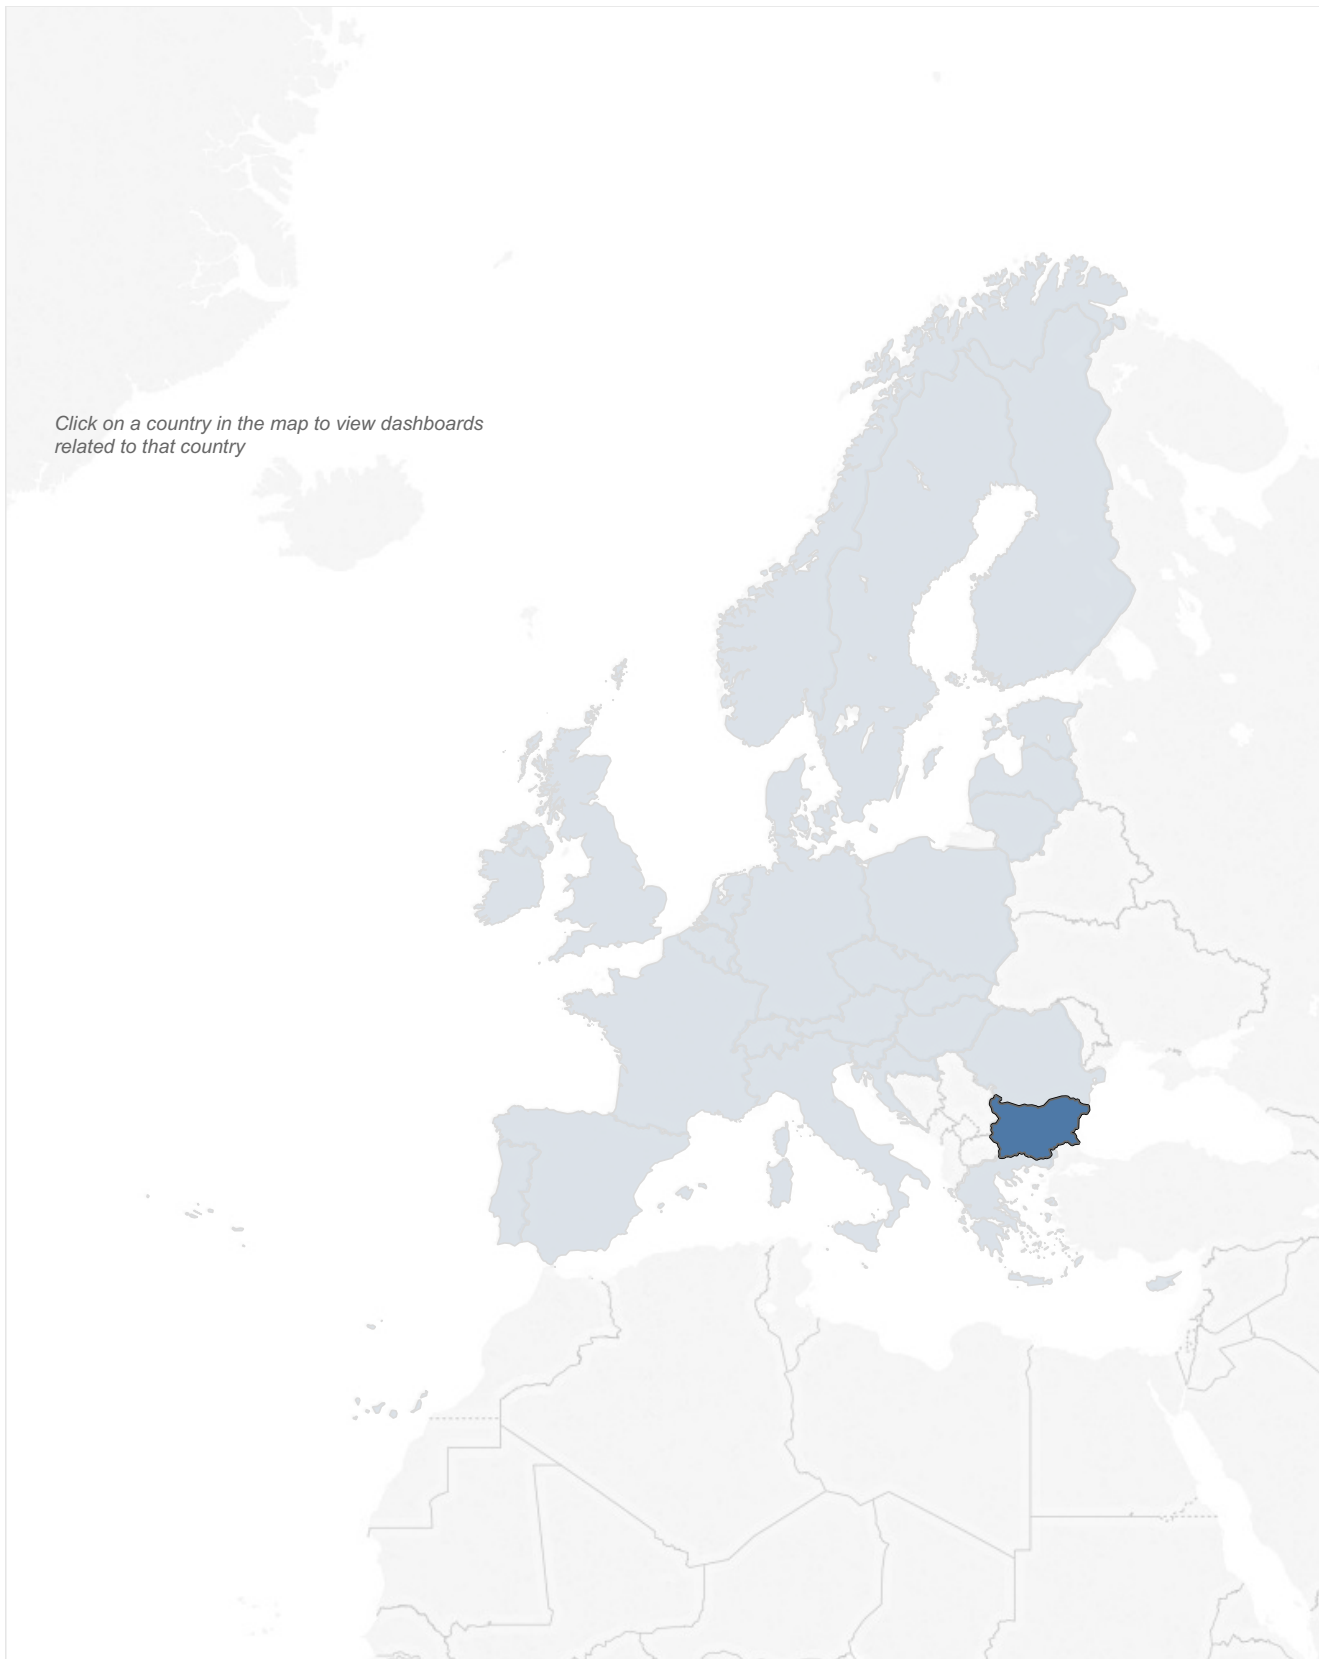 Click on a country in the map to view dashboards
related to that country